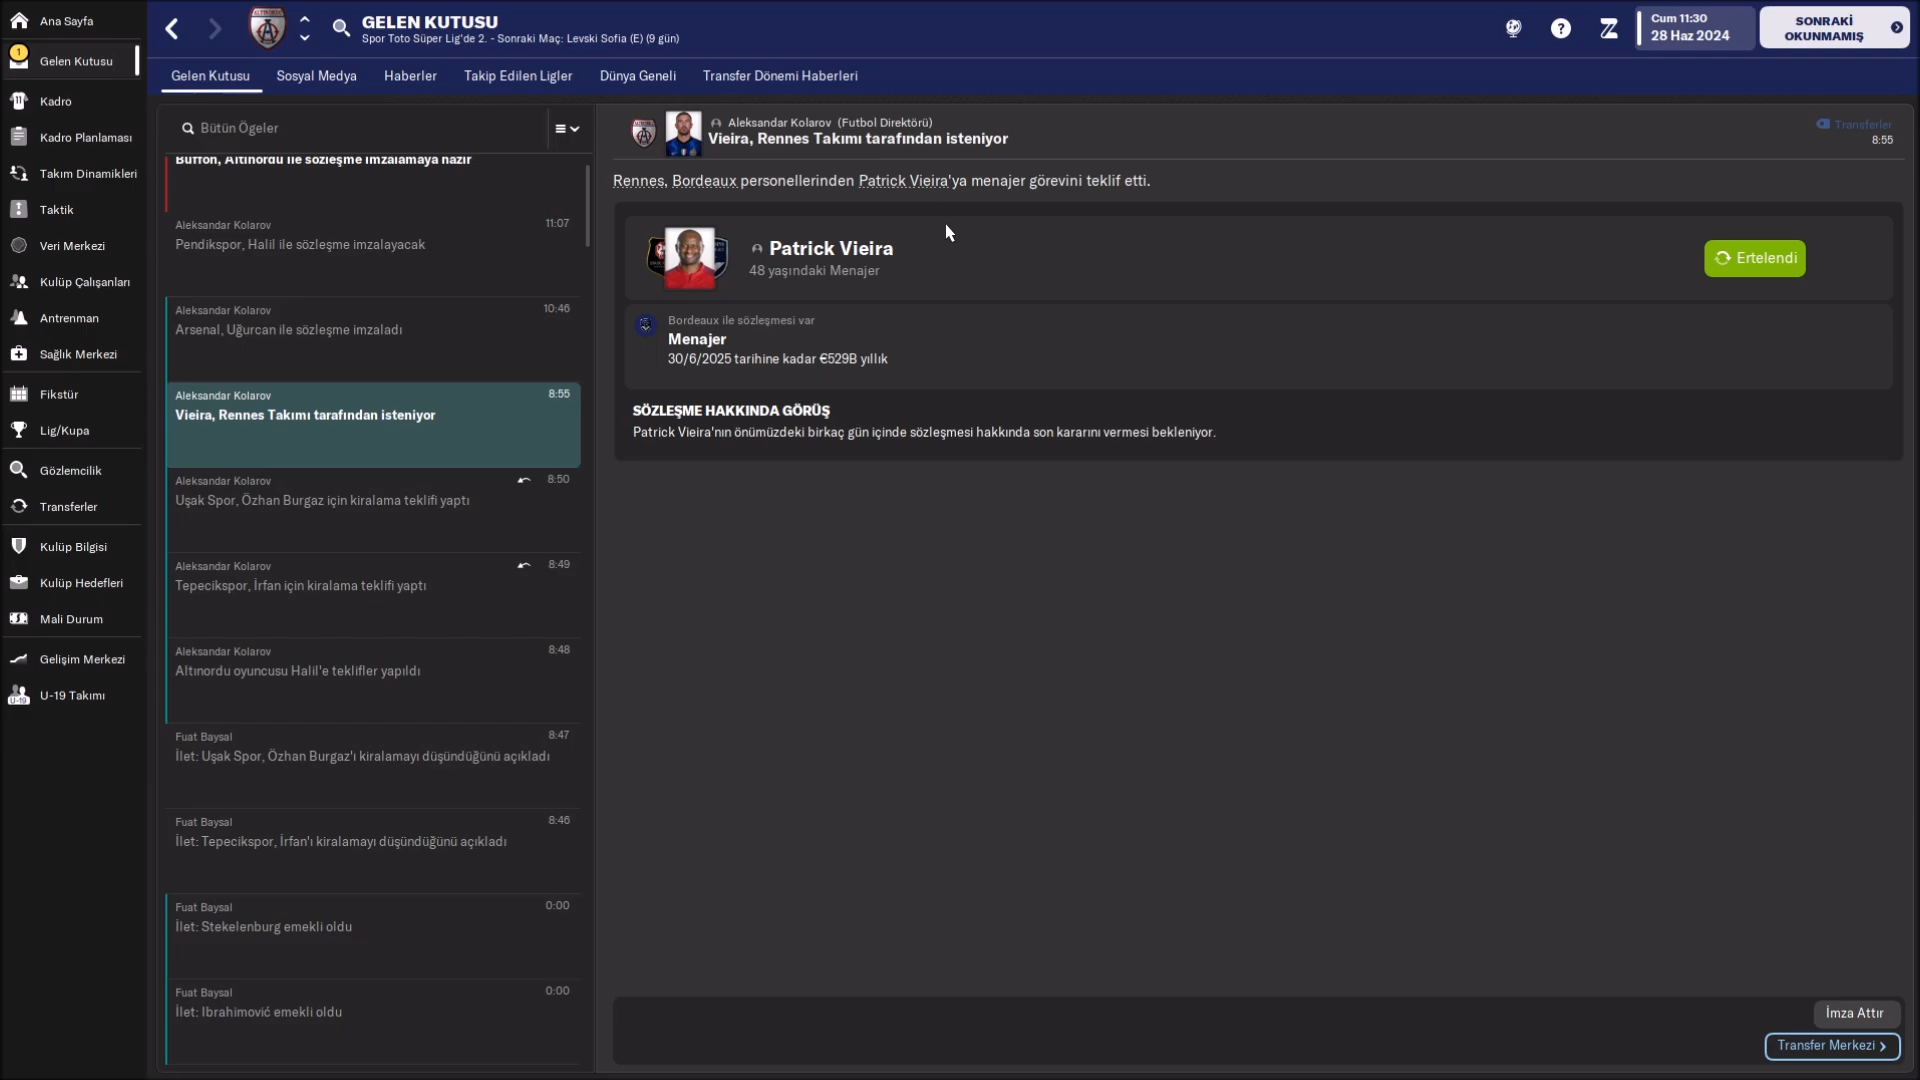 Ana Sayfa
1
Gelen Kutusu
Kadro
Kadro Planlaması
Takım Dinamikleri
Taktik
Veri Merkezi
Kulüp Çalışanları
Antrenman
Sağlık Merkezi
Fikstür
Lig/Kupa
Gözlemcilik
Transferler
Kulüp Bilgisi
Kulüp Hedefleri
Mali Durum
Gelişim Merkezi
U-19 Takımı
GELEN KUTUSU
Spor Toto Süper Lig'de 2. - Sonraki Maç: Levski Sofia (E) (9 gün)
Cum 11:30
28 Haz 2024
SONRAKİ
OKUNMAMIŞ
Gelen Kutusu Sosyal Medya Haberler Takip Edilen Ligler Dünya Geneli Transfer Dönemi Haberleri
Bütün Ögeler
Buffon, Altınordu ile sözleşme imzalamaya hazır
Aleksandar Kolarov 11:07
Pendikspor, Halil ile sözleşme imzalayacak
Aleksandar Kolarov 10:46
Arsenal, Uğurcan ile sözleşme imzaladı
Aleksandar Kolarov 8:55
Vieira, Rennes Takımı tarafından isteniyor
Aleksandar Kolarov 8:50
Uşak Spor, Özhan Burgaz için kiralama teklifi yaptı
Aleksandar Kolarov 8:49
Tepecikspor, İrfan için kiralama teklifi yaptı
Aleksandar Kolarov 8:48
Altınordu oyuncusu Halil'e teklifler yapıldı
Fuat Baysal 8:47
İlet: Uşak Spor, Özhan Burgaz'ı kiralamayı düşündüğünü açıkladı
Fuat Baysal 8:46
İlet: Tepecikspor, İrfan'ı kiralamayı düşündüğünü açıkladı
Fuat Baysal 0:00
İlet: Stekelenburg emekli oldu
Fuat Baysal 0:00
İlet: Ibrahimović emekli oldu
Aleksandar Kolarov (Futbol Direktörü)
Vieira, Rennes Takımı tarafından isteniyor
Transferler
8:55
Rennes, Bordeaux personellerinden Patrick Vieira'ya menajer görevini teklif etti.
Patrick Vieira
48 yaşındaki Menajer
Ertelendi
Bordeaux ile sözleşmesi var
Menajer
30/6/2025 tarihine kadar €529B yıllık
SÖZLEŞME HAKKINDA GÖRÜŞ
Patrick Vieira'nın önümüzdeki birkaç gün içinde sözleşmesi hakkında son kararını vermesi bekleniyor.
İmza Attır
Transfer Merkezi